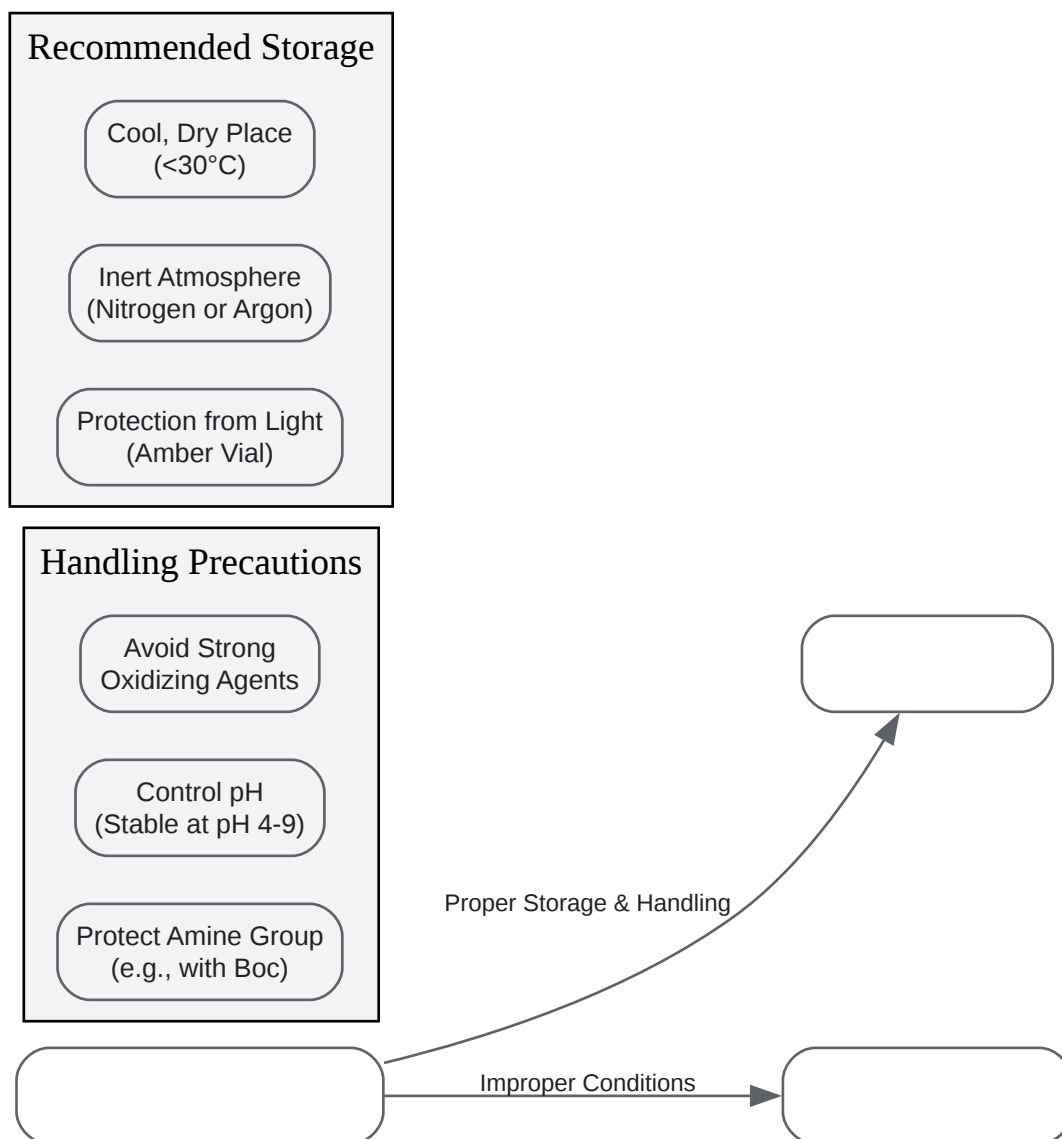 Recommended Storage
Cool, Dry Place
(<30°C)
Inert Atmosphere
(Nitrogen or Argon)
Protection from Light
(Amber Vial)
Handling Precautions
Avoid Strong
Oxidizing Agents
Control pH
(Stable at pH 4-9)
Protect Amine Group
(e.g., with Boc)
Proper Storage & Handling
Improper Conditions